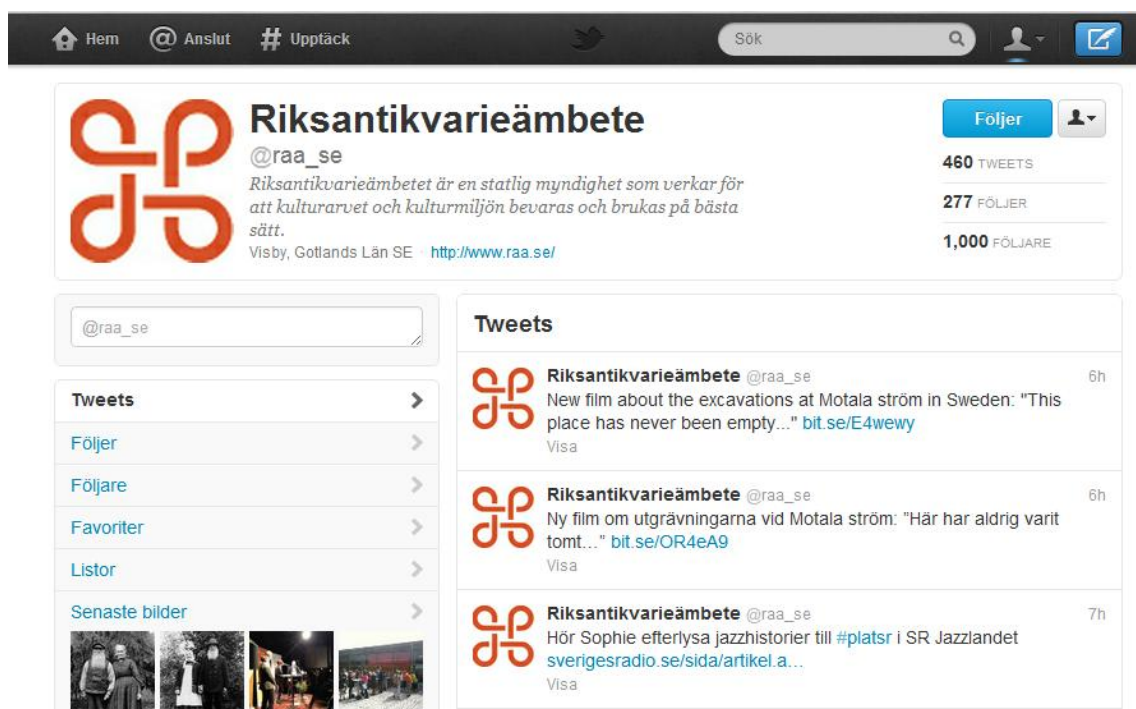 Hem @ Anslut # Upptäck Sök
Riksantikvarieämbete
@raa_se
Riksantikvarieämbetet är en statlig myndighet som verkar för
att kulturarvet och kulturmiljön bevaras och brukas på bästa
sätt.
Visby, Gotlands Län SE · http://www.raa.se/
Följer
460 TWEETS
277 FÖLJER
1,000 FÖLJARE
@raa_se
Tweets
Följer
Följare
Favoriter
Listor
Senaste bilder
Tweets
Riksantikvarieämbete @raa_se 6h
New film about the excavations at Motala ström in Sweden: "This
place has never been empty..." bit.se/E4wewy
Visa
Riksantikvarieämbete @raa_se 6h
Ny film om utgrävningarna vid Motala ström: "Här har aldrig varit
tomt…" bit.se/OR4eA9
Visa
Riksantikvarieämbete @raa_se 7h
Hör Sophie efterlysa jazzhistorier till #platsr i SR Jazzlandet
sverigesradio.se/sida/artikel.a…
Visa